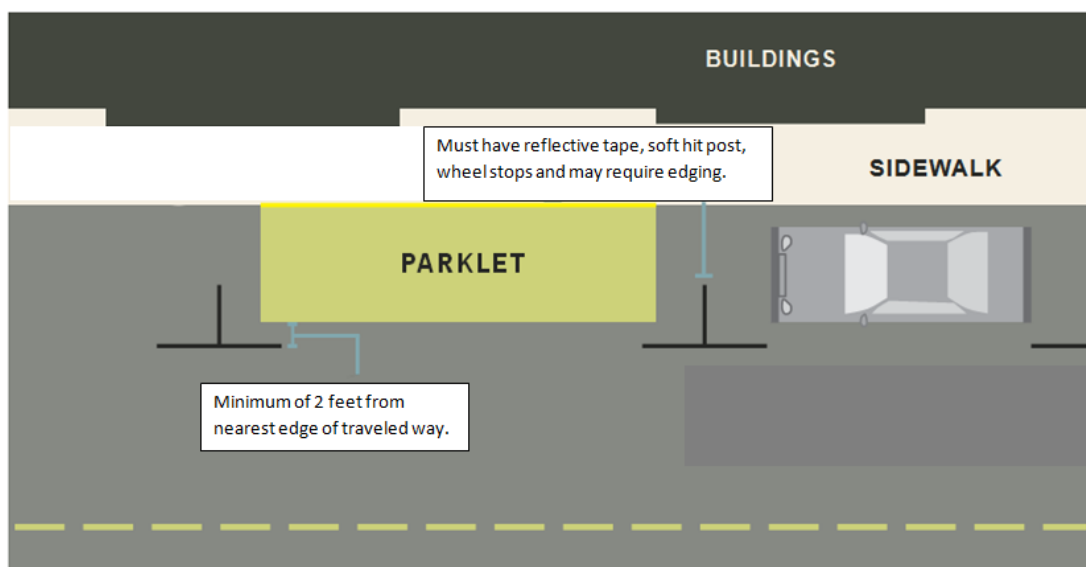 BUILDINGS
Must have reflective tape, soft hit post,
wheel stops and may require edging.
SIDEWALK
PARKLET
Minimum of 2 feet from
nearest edge of traveled way.